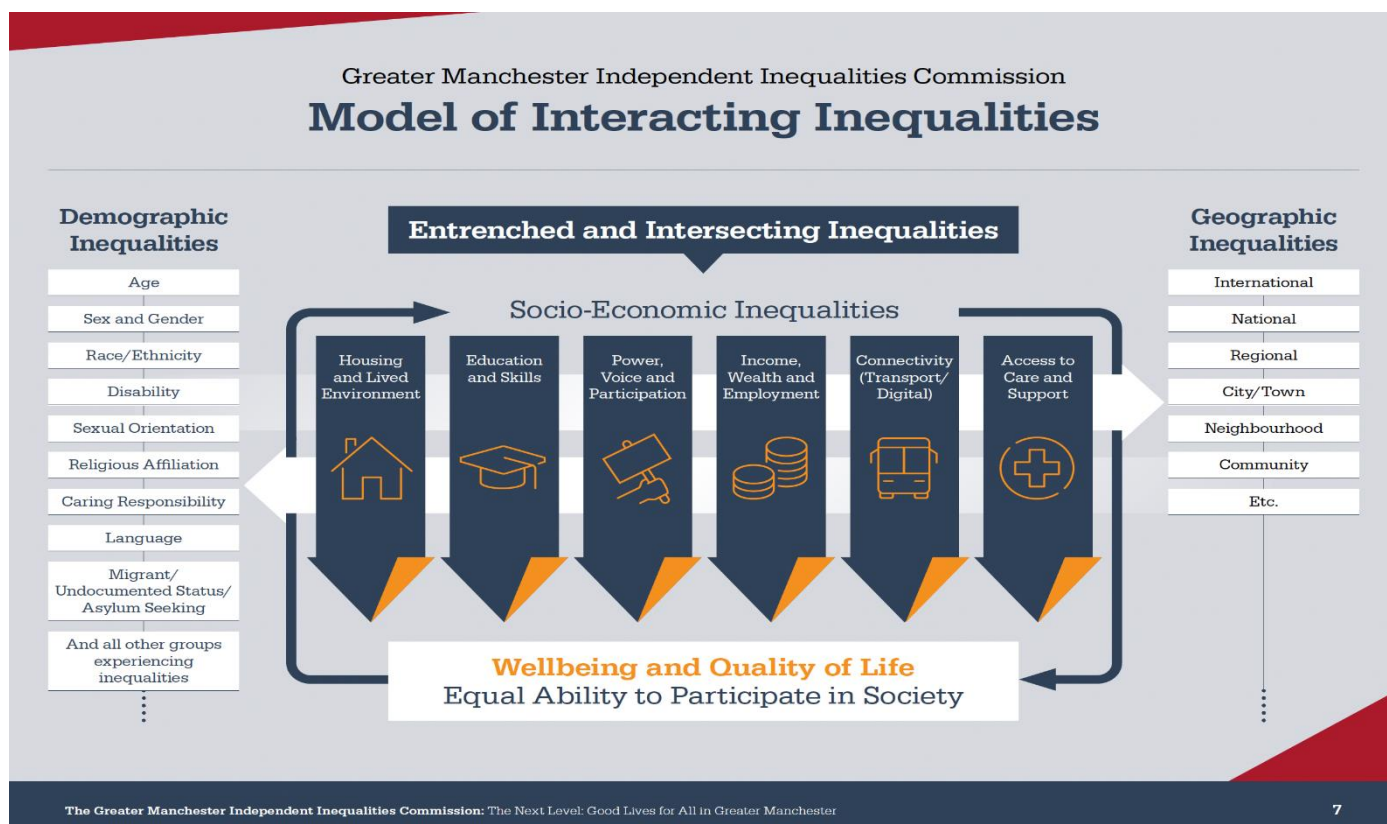 Greater Manchester Independent Inequalities Commission
Model of Interacting Inequalities
Demographic
Inequalities
Age
Sex and Gender
Race/Ethnicity
Disability
Sexual Orientation
Religious Affiliation
Caring Responsibility
Language
Migrant/
Undocumented Status/
Asylum Seeking
And all other groups
experiencing
inequalities
Entrenched and Intersecting Inequalities
Socio-Economic Inequalities
Housing
and Lived
Environment
Education
and Skills
Power,
Voice and
Participation
Income,
Wealth and
Employment
Connectivity
(Transport/
Digital)
Access to
Care and
Support
Wellbeing and Quality of Life
Equal Ability to Participate in Society
Geographic
Inequalities
International
National
Regional
City/Town
Neighbourhood
Community
Etc.
The Greater Manchester Independent Inequalities Commission: The Next Level: Good Lives for All in Greater Manchester
7